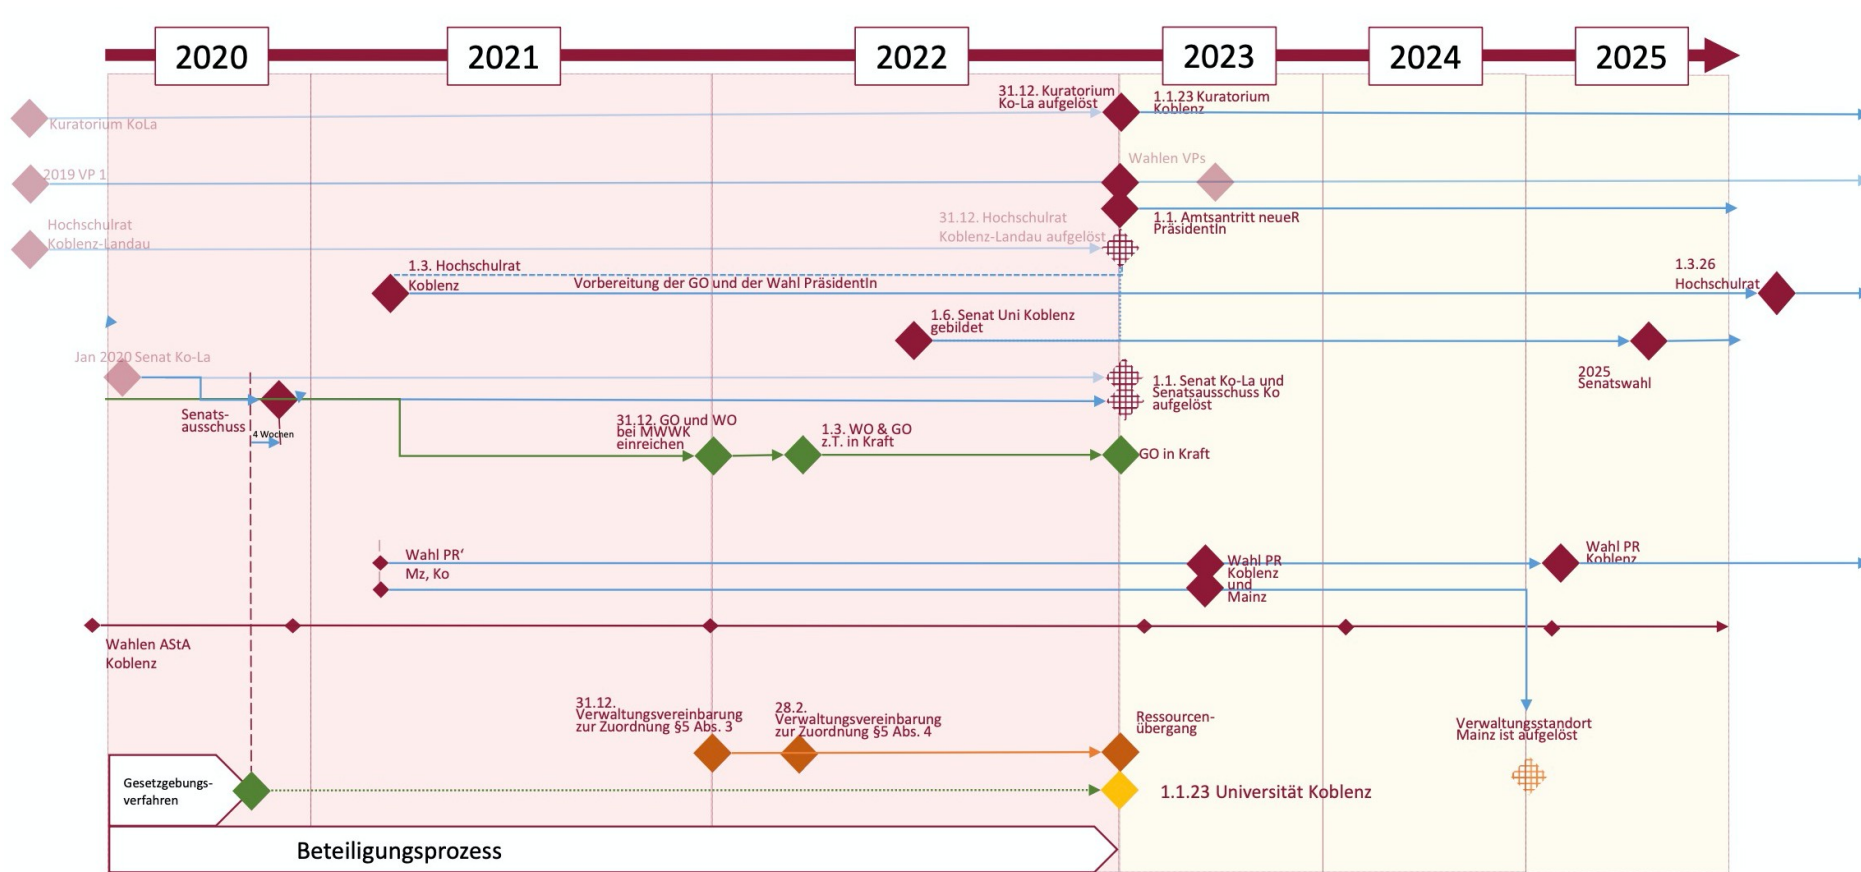 2020
2021
2022
2023
2024
2025
31.12. Kuratorium
Ko-La aufgelöst
1.1.23 Kuratorium
Koblenz
Kuratorium KoLa
Wahlen VPs
2019 VP 1
Hochschulrat
Koblenz-Landau
31.12. Hochschulrat
Koblenz-Landau aufgelöst
1.1. Amtsantritt neueR
PräsidentIn
1.3. Hochschulrat
Koblenz
Vorbereitung der GO und der Wahl PräsidentIn
1.3.26
Hochschulrat
1.6. Senat Uni Koblenz
gebildet
Jan 2020 Senat Ko-La
2025
Senatswahl
1.1. Senat Ko-La und
Senatsausschuss Ko
aufgelöst
Senats-
ausschuss
4 Wochen
31.12. GO und WO
bei MWWK
einreichen
1.3. WO & GO
z.T. in Kraft
GO in Kraft
Wahl PR‘
Mz, Ko
Wahl PR
Koblenz
und
Mainz
Wahl PR
Koblenz
Wahlen AStA
Koblenz
31.12.
Verwaltungsvereinbarung
zur Zuordnung §5 Abs. 3
28.2.
Verwaltungsvereinbarung
zur Zuordnung §5 Abs. 4
Ressourcen-
übergang
Verwaltungsstandort
Mainz ist aufgelöst
Gesetzgebungs-
verfahren
1.1.23 Universität Koblenz
Beteiligungsprozess